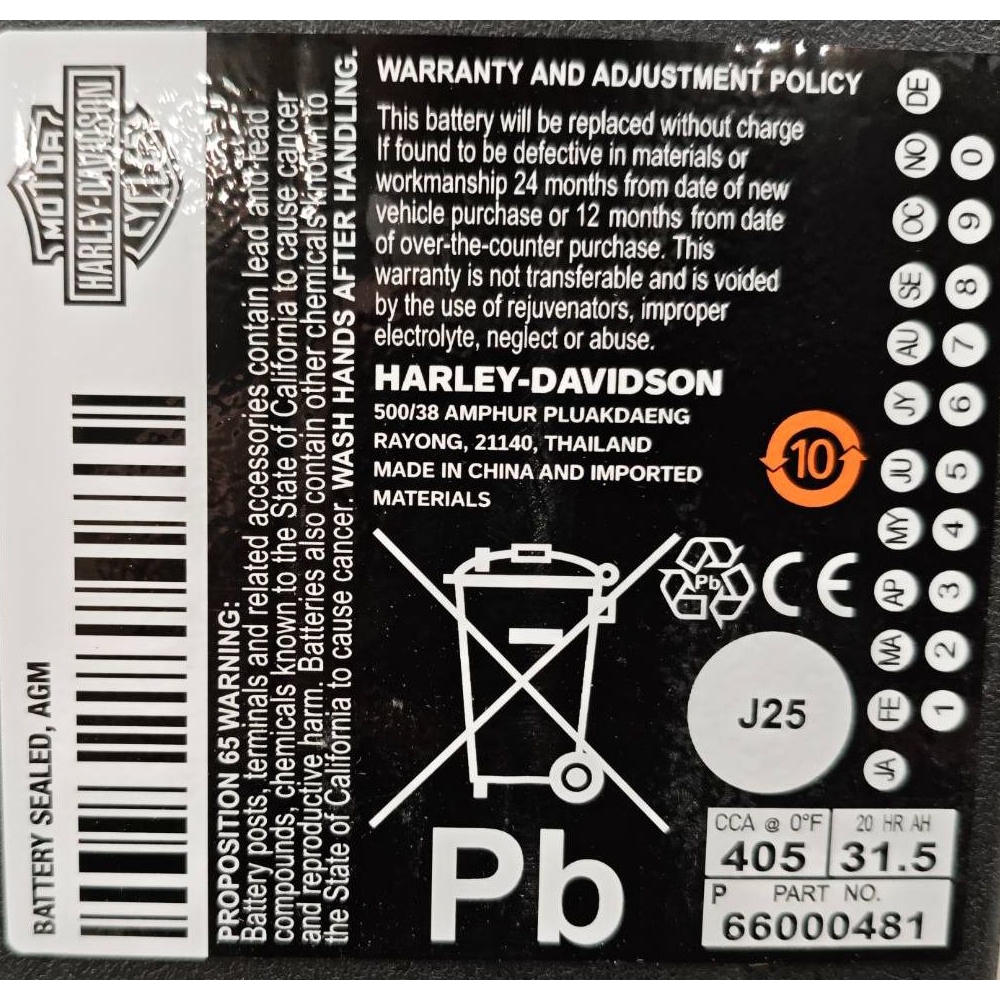 MOTOR
HARLEY-DAVIDSON
CYCLES
BATTERY SEALED, AGM
PROPOSITION 65 WARNING:
Battery posts, terminals and related accessories contain lead and lead
compounds, chemicals known to the State of California to cause cancer
and reproductive harm. Batteries also contain other chemicals known to
the State of California to cause cancer. WASH HANDS AFTER HANDLING.
WARRANTY AND ADJUSTMENT POLICY
This battery will be replaced without charge
If found to be defective in materials or
workmanship 24 months from date of new
vehicle purchase or 12 months from date
of over-the-counter purchase. This
warranty is not transferable and is voided
by the use of rejuvenators, improper
electrolyte, neglect or abuse.
HARLEY-DAVIDSON
500/38 AMPHUR PLUAKDAENG
RAYONG, 21140, THAILAND
MADE IN CHINA AND IMPORTED
MATERIALS
10
Pb
CE
Pb
J25
JA FE MA AP MY JU JY AU SE OC NO DE
1 2 3 4 5 6 7 8 9 0
CCA @ 0°F
405
20 HR AH
31.5
P PART NO.
66000481